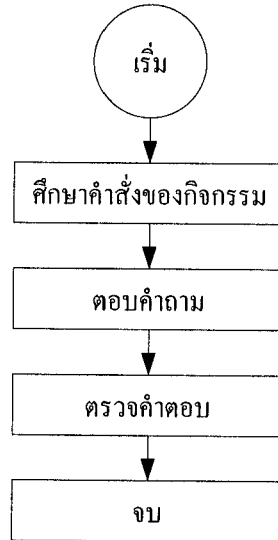 เริ่ม
ศึกษาคำสั่งของกิจกรรม
ตอบคำถาม
ตรวจคำตอบ
จบ